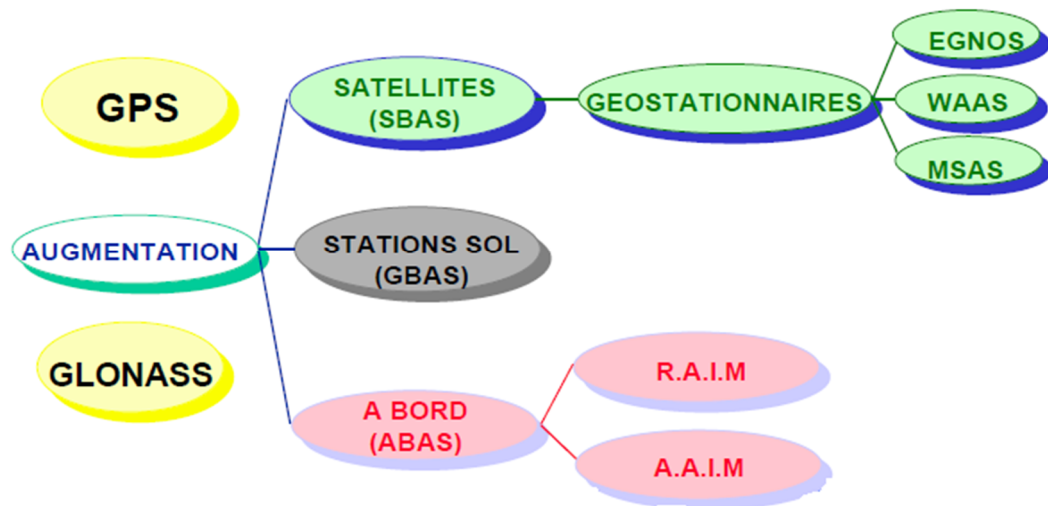 GPS
AUGMENTATION
GLONASS
SATELLITES
(SBAS)
GEOSTATIONNAIRES
EGNOS
WAAS
MSAS
STATIONS SOL
(GBAS)
A BORD
(ABAS)
R.A.I.M
A.A.I.M